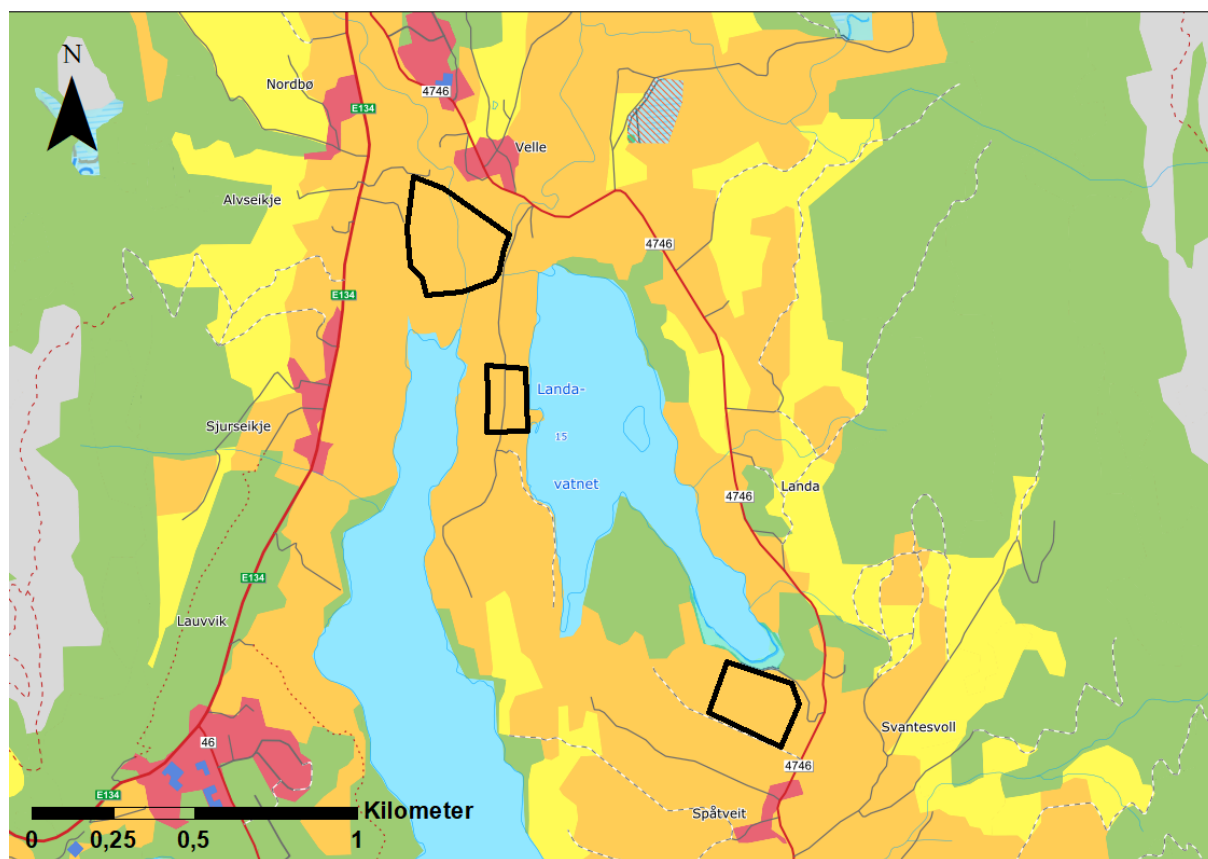 N
Nordbø
4746
E134
Velle
Alvseikje
4746
E134
Landa-
15
vatnet
Sjurseikje
Landa
4746
E134
Lauvvik
46
Svantesvoll
4746
E134
Spåtveit
Kilometer
0 0,25 0,5 1